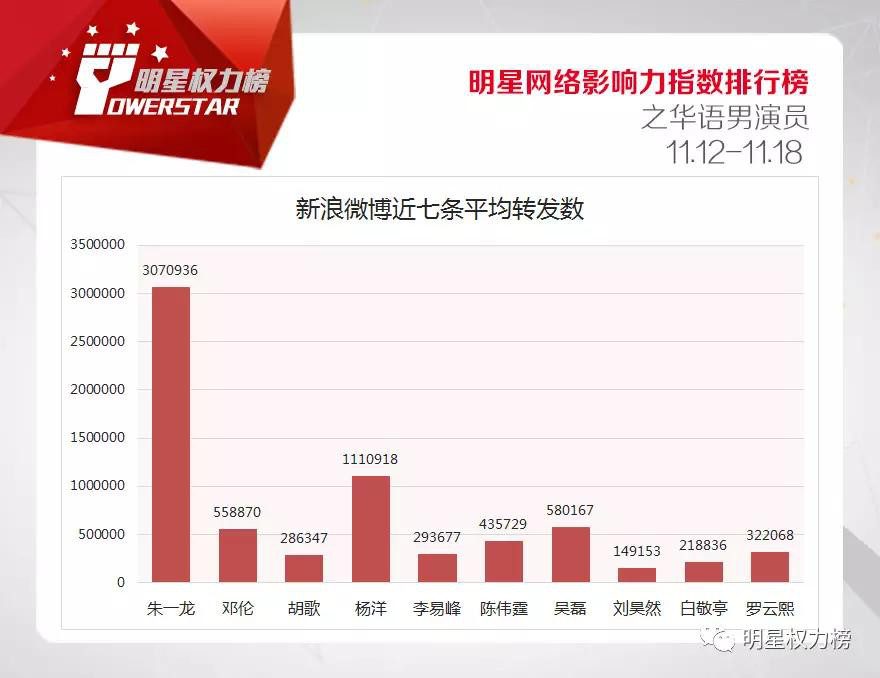 明星权力榜
POWERSTAR
明星网络影响力指数排行榜
之华语男演员
11.12-11.18
新浪微博近七条平均转发数
3500000
3000000
2500000
2000000
1500000
1000000
500000
0
3070936
558870
286347
1110918
293677
435729
580167
149153
218836
322068
朱一龙 邓伦 胡歌 杨洋 李易峰 陈伟霆 吴磊 刘昊然 白敬亭 罗云熙
明星权力榜